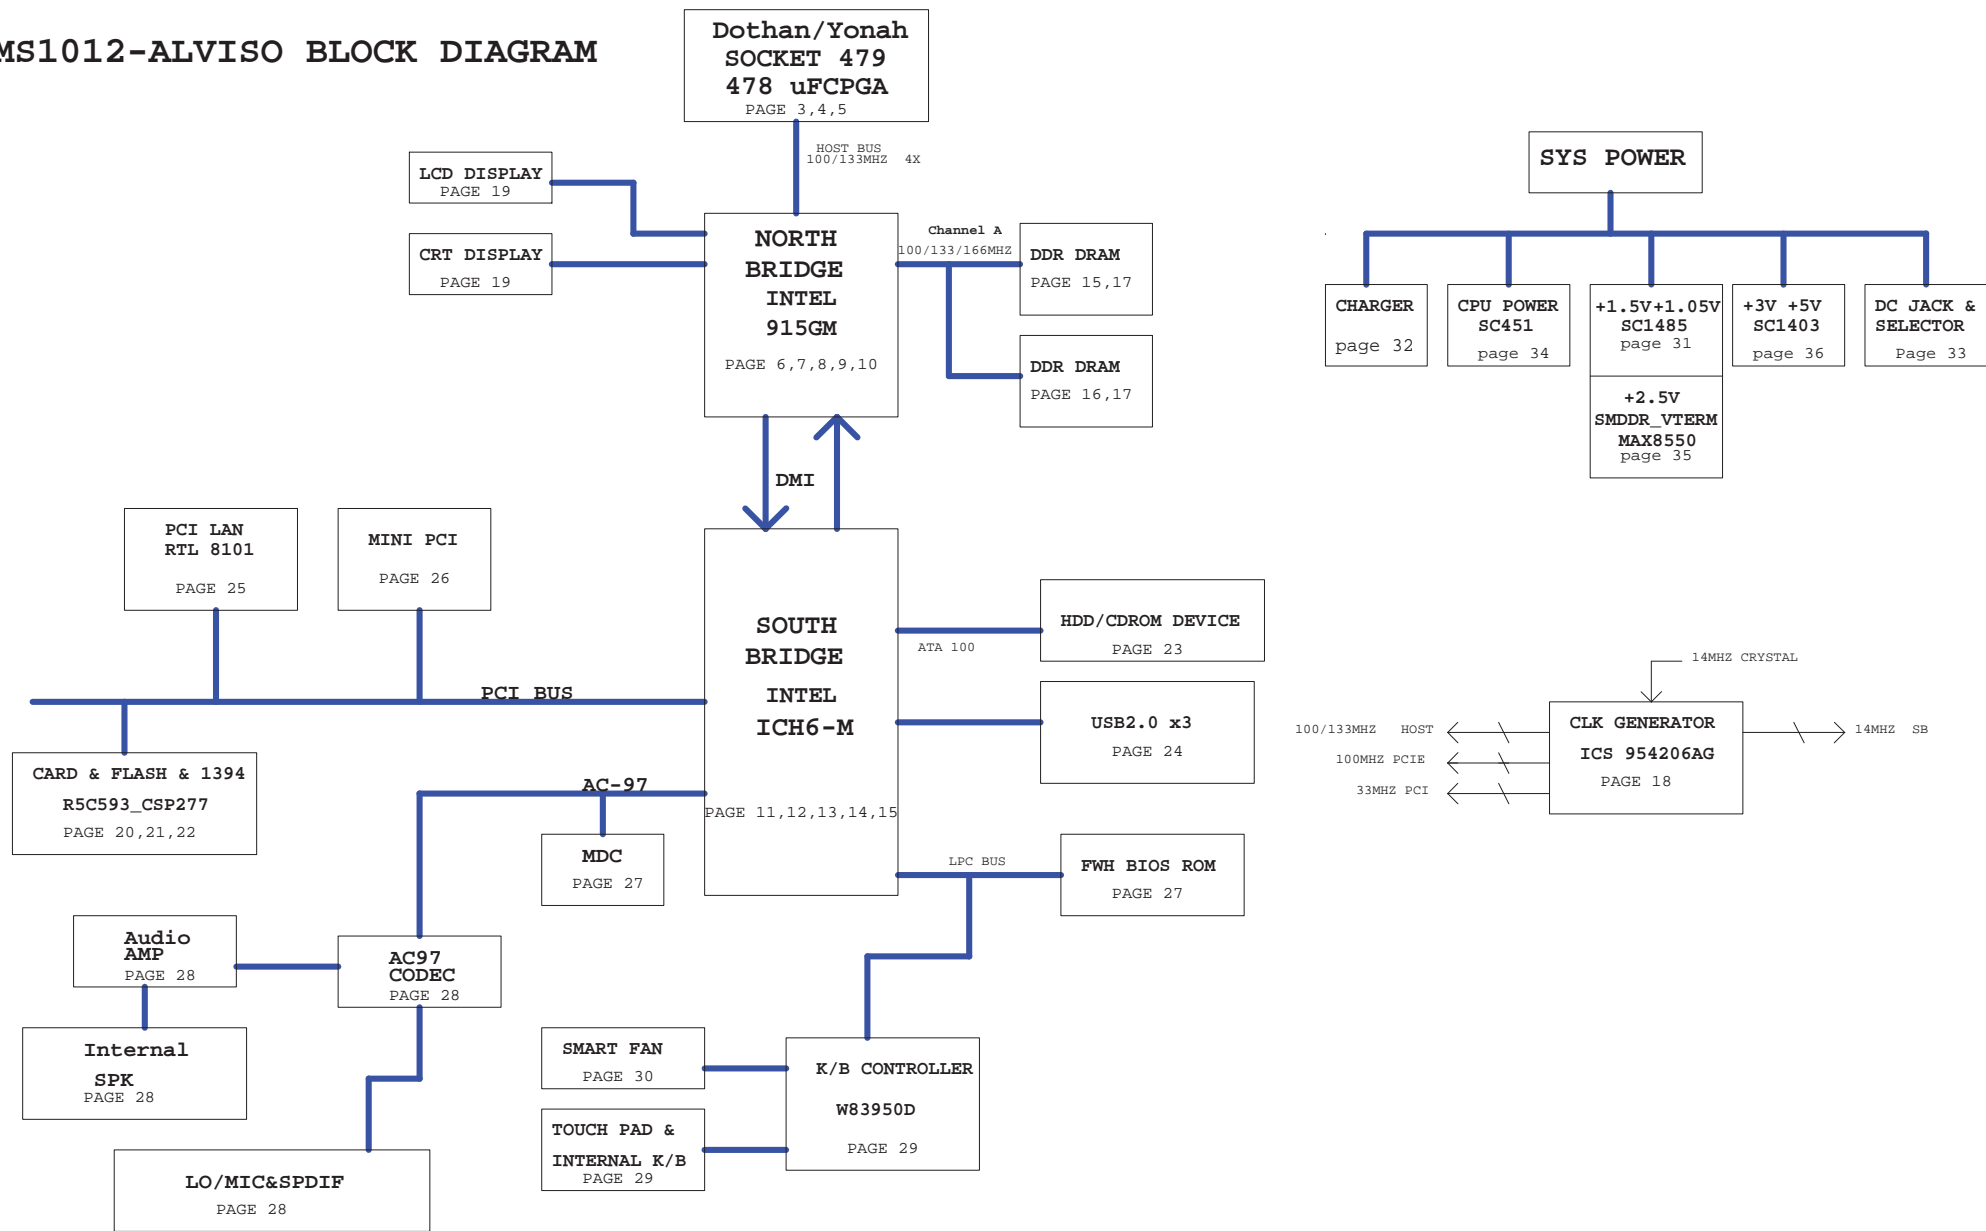 MS1012-ALVISO BLOCK DIAGRAM
Dothan/Yonah
SOCKET 479
478 uFCPGA
PAGE 3,4,5
HOST BUS
100/133MHZ 4X
LCD DISPLAY
PAGE 19
CRT DISPLAY
PAGE 19
NORTH
BRIDGE
INTEL
915GM
PAGE 6,7,8,9,10
Channel A
100/133/166MHZ
DDR DRAM
PAGE 15,17
DDR DRAM
PAGE 16,17
SYS POWER
CHARGER
page 32
CPU POWER
SC451
page 34
+1.5V+1.05V
SC1485
page 31
+3V +5V
SC1403
page 36
DC JACK &
SELECTOR
Page 33
+2.5V
SMDDR_VTERM
MAX8550
page 35
DMI
PCI LAN
RTL 8101
PAGE 25
MINI PCI
PAGE 26
PCI BUS
SOUTH
BRIDGE
INTEL
ICH6-M
PAGE 11,12,13,14,15
ATA 100
HDD/CDROM DEVICE
PAGE 23
USB2.0 x3
PAGE 24
14MHZ CRYSTAL
CLK GENERATOR
ICS 954206AG
PAGE 18
100/133MHZ HOST
100MHZ PCIE
33MHZ PCI
14MHZ SB
CARD & FLASH & 1394
R5C593_CSP277
PAGE 20,21,22
AC-97
MDC
PAGE 27
LPC BUS
FWH BIOS ROM
PAGE 27
Audio
AMP
PAGE 28
AC97
CODEC
PAGE 28
Internal
SPK
PAGE 28
LO/MIC&SPDIF
PAGE 28
SMART FAN
PAGE 30
TOUCH PAD &
INTERNAL K/B
PAGE 29
K/B CONTROLLER
W83950D
PAGE 29